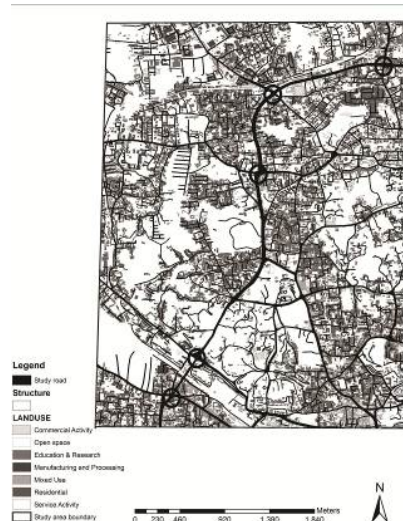 Legend
Study road
Structure
LANDUSE
Commercial Activity
Open space
Education & Research
Manufacturing and Processing
Mixed Use
Residential
Service Activity
Study area boundary
Meters
0 230 460 920 1,380 1,840
N